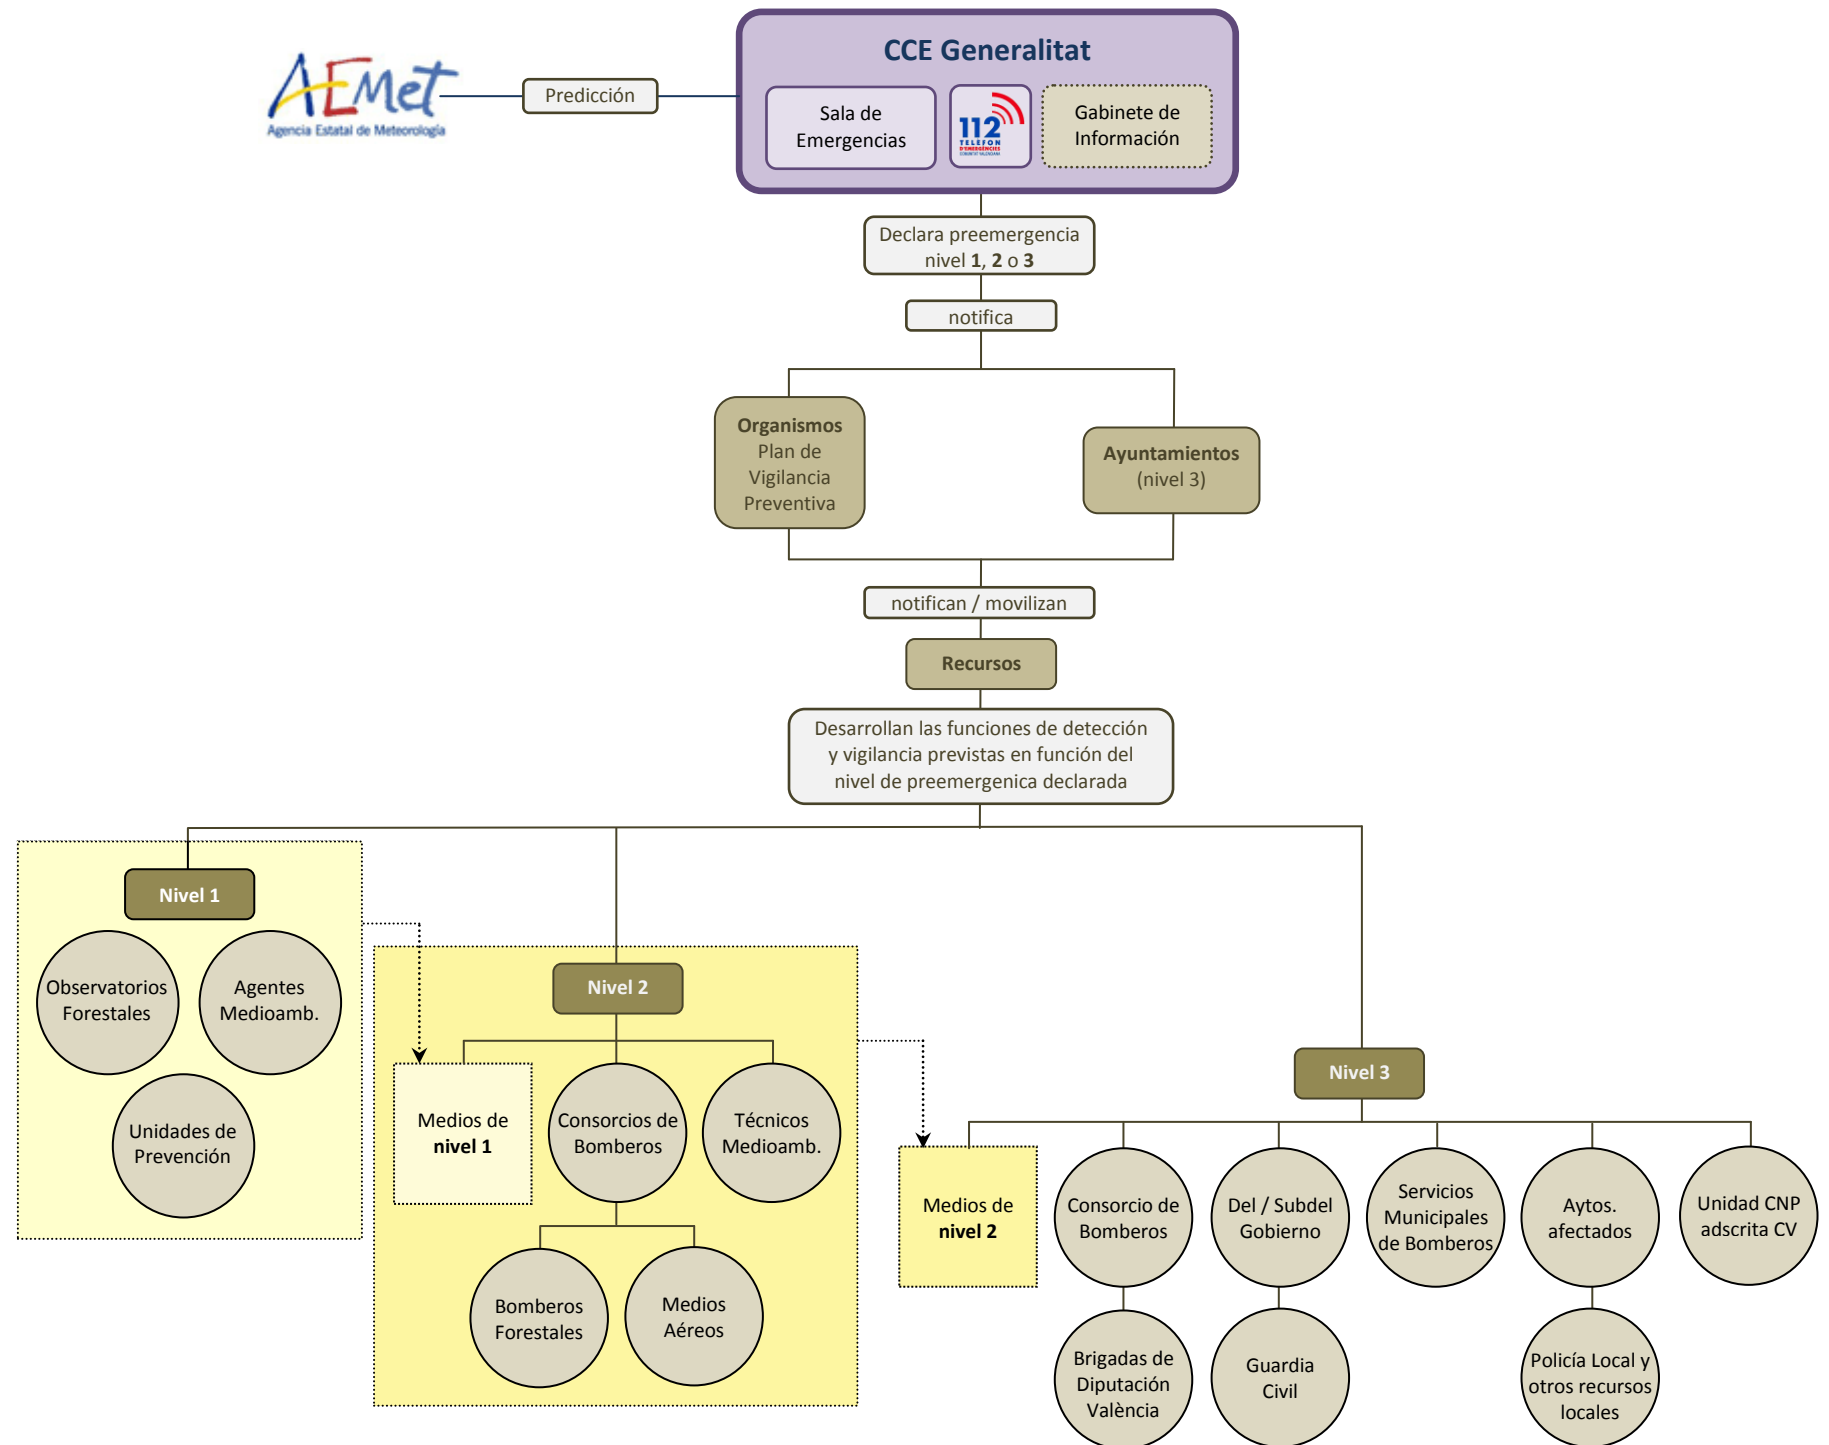 CCE Generalitat
AEMet
Agencia Estatal de Meteorología
Predicción
Sala de
Emergencias
112
TELEFON
D'EMERGÈNCIES
COMUNITAT VALENCIANA
Gabinete de
Información
Declara preemergencia
nivel 1, 2 o 3
notifica
Organismos
Plan de
Vigilancia
Preventiva
Ayuntamientos
(nivel 3)
notifican / movilizan
Recursos
Desarrollan las funciones de detección
y vigilancia previstas en función del
nivel de preemergenica declarada
Nivel 1
Observatorios
Forestales
Agentes
Medioamb.
Unidades de
Prevención
Nivel 2
Medios de
nivel 1
Consorcios de
Bomberos
Técnicos
Medioamb.
Bomberos
Forestales
Medios
Aéreos
Nivel 3
Medios de
nivel 2
Consorcio de
Bomberos
Del / Subdel
Gobierno
Servicios
Municipales
de Bomberos
Aytos.
afectados
Unidad CNP
adscrita CV
Brigadas de
Diputación
València
Guardia
Civil
Policía Local y
otros recursos
locales